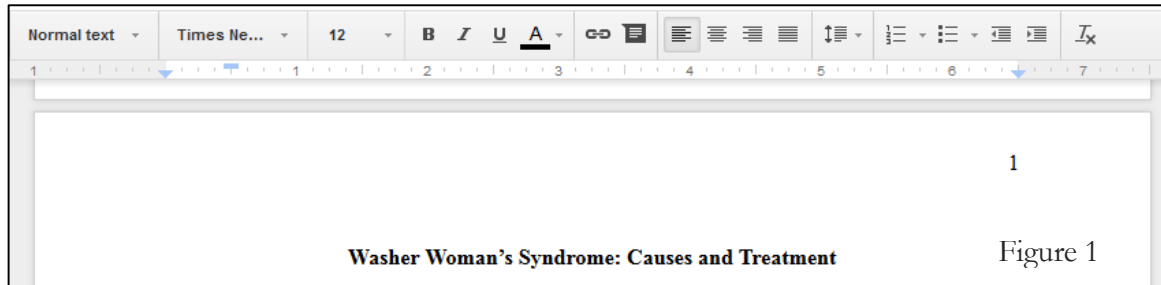 Normal text Times Ne... 12 B I U A
1 1 2 3 4 5 6 7
1
Washer Woman's Syndrome: Causes and Treatment
Figure 1